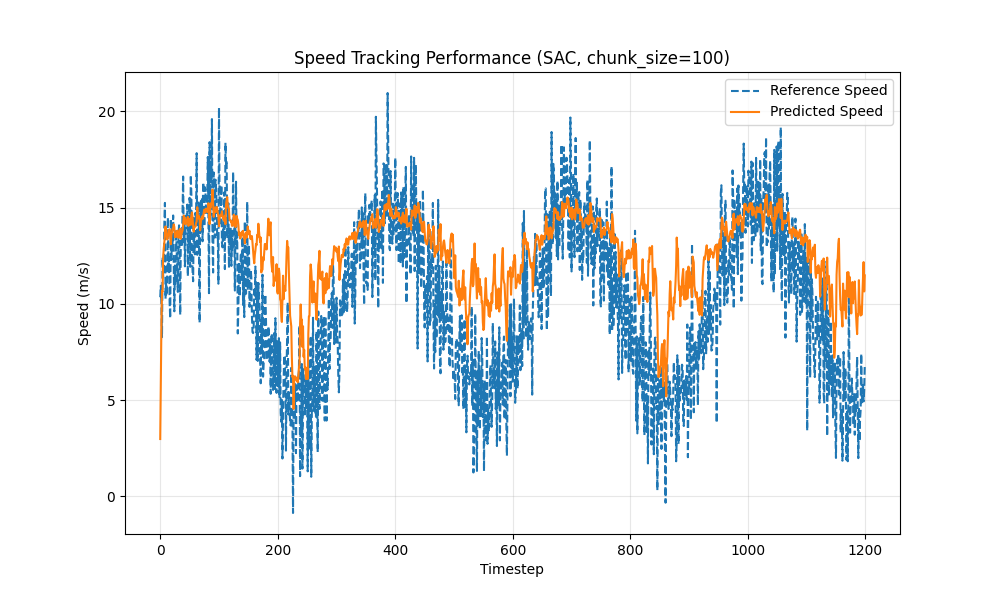 Speed Tracking Performance (SAC, chunk_size=100)
Reference Speed
Predicted Speed
Speed (m/s)
20
15
10
5
0
0 200 400 600 800 1000 1200
Timestep